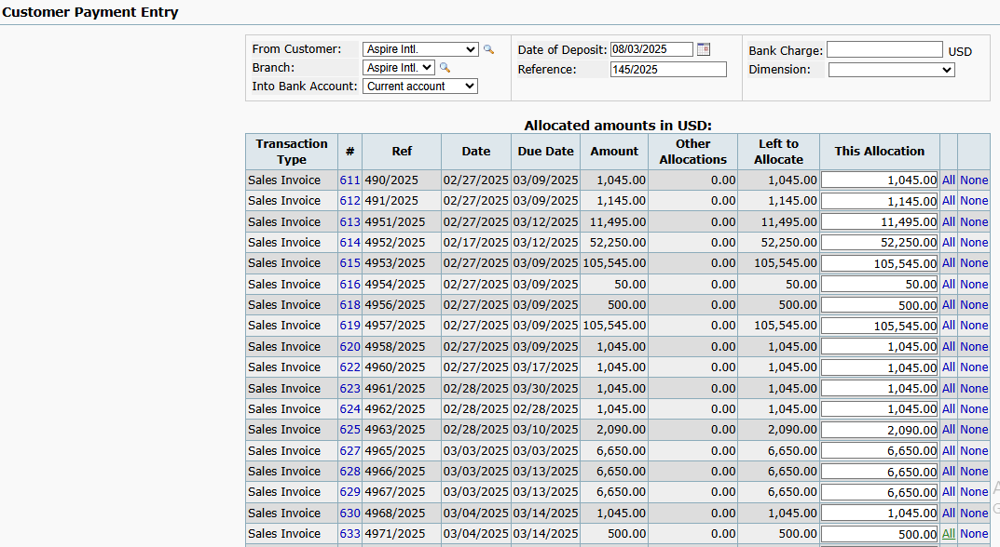 Customer Payment Entry
From Customer: Aspire Intl. Date of Deposit: 08/03/2025 Bank Charge: USD
Branch: Aspire Intl. Reference: 145/2025 Dimension:
Into Bank Account: Current account
Allocated amounts in USD:
Transaction Type # Ref Date Due Date Amount Other Allocations Left to Allocate This Allocation
Sales Invoice 611 490/2025 02/27/2025 03/09/2025 1,045.00 0.00 1,045.00 1,045.00 All None
Sales Invoice 612 491/2025 02/27/2025 03/09/2025 1,145.00 0.00 1,145.00 1,145.00 All None
Sales Invoice 613 4951/2025 02/27/2025 03/12/2025 11,495.00 0.00 11,495.00 11,495.00 All None
Sales Invoice 614 4952/2025 02/17/2025 03/12/2025 52,250.00 0.00 52,250.00 52,250.00 All None
Sales Invoice 615 4953/2025 02/27/2025 03/09/2025 105,545.00 0.00 105,545.00 105,545.00 All None
Sales Invoice 616 4954/2025 02/27/2025 03/09/2025 50.00 0.00 50.00 50.00 All None
Sales Invoice 618 4956/2025 02/27/2025 03/09/2025 500.00 0.00 500.00 500.00 All None
Sales Invoice 619 4957/2025 02/27/2025 03/09/2025 105,545.00 0.00 105,545.00 105,545.00 All None
Sales Invoice 620 4958/2025 02/27/2025 03/09/2025 1,045.00 0.00 1,045.00 1,045.00 All None
Sales Invoice 622 4960/2025 02/27/2025 03/17/2025 1,045.00 0.00 1,045.00 1,045.00 All None
Sales Invoice 623 4961/2025 02/28/2025 03/30/2025 1,045.00 0.00 1,045.00 1,045.00 All None
Sales Invoice 624 4962/2025 02/28/2025 02/28/2025 1,045.00 0.00 1,045.00 1,045.00 All None
Sales Invoice 625 4963/2025 02/28/2025 03/10/2025 2,090.00 0.00 2,090.00 2,090.00 All None
Sales Invoice 627 4965/2025 03/03/2025 03/03/2025 6,650.00 0.00 6,650.00 6,650.00 All None
Sales Invoice 628 4966/2025 03/03/2025 03/13/2025 6,650.00 0.00 6,650.00 6,650.00 All None
Sales Invoice 629 4967/2025 03/03/2025 03/13/2025 6,650.00 0.00 6,650.00 6,650.00 All None
Sales Invoice 630 4968/2025 03/04/2025 03/14/2025 1,045.00 0.00 1,045.00 1,045.00 All None
Sales Invoice 633 4971/2025 03/04/2025 03/14/2025 500.00 0.00 500.00 500.00 All None